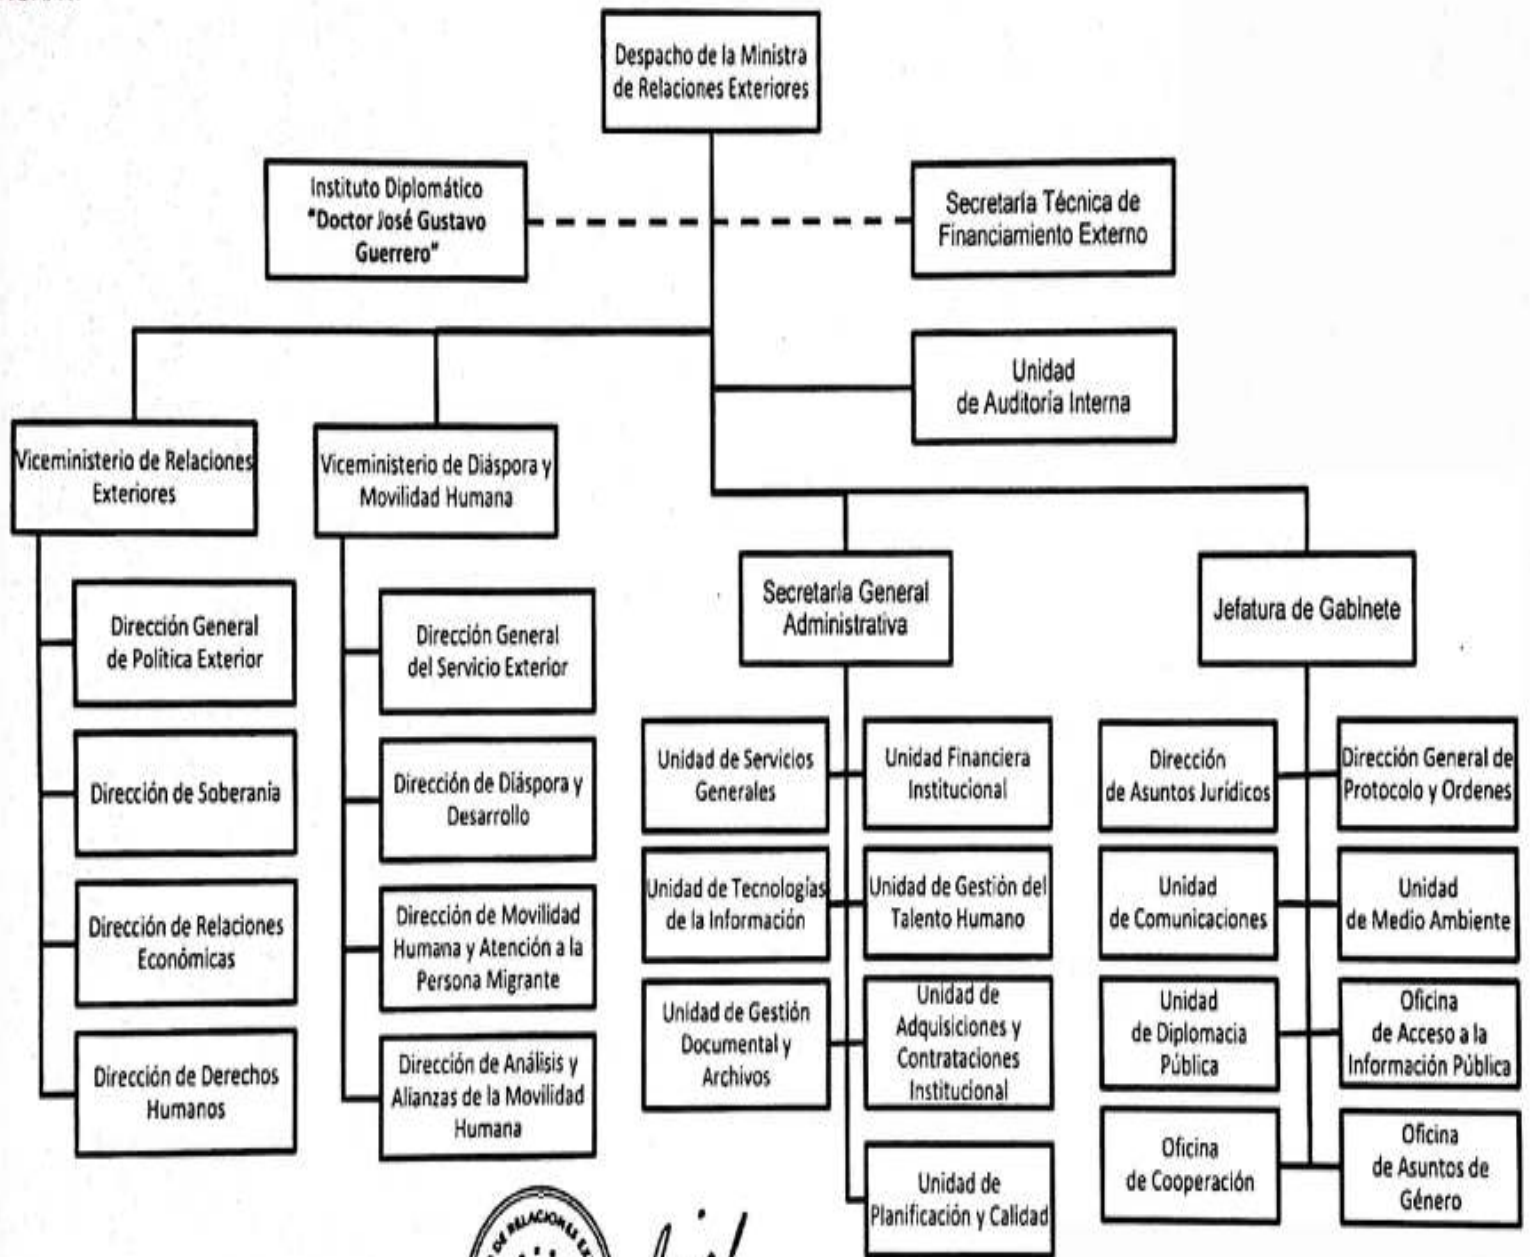 Despacho de la Ministra
de Relaciones Exteriores
Instituto Diplomático
"Doctor José Gustavo
Guerrero"
Secretaría Técnica de
Financiamiento Externo
Unidad
de Auditoría Interna
Viceministerio de Relaciones
Exteriores
Viceministerio de Diáspora y
Movilidad Humana
Secretaría General
Administrativa
Jefatura de Gabinete
Dirección General
de Política Exterior
Dirección de Soberanía
Dirección de Relaciones
Económicas
Dirección de Derechos
Humanos
Dirección General
del Servicio Exterior
Dirección de Diáspora y
Desarrollo
Dirección de Movilidad
Humana y Atención a la
Persona Migrante
Dirección de Análisis y
Alianzas de la Movilidad
Humana
Unidad de Servicios
Generales
Unidad Financiera
Institucional
Unidad de Tecnologías
de la Información
Unidad de Gestión del
Talento Humano
Unidad de Gestión
Documental y
Archivos
Unidad de
Adquisiciones y
Contrataciones
Institucional
Unidad de
Planificación y Calidad
Dirección
de Asuntos Jurídicos
Dirección General de
Protocolo y Ordenes
Unidad
de Comunicaciones
Unidad
de Medio Ambiente
Unidad
de Diplomacia
Pública
Oficina
de Acceso a la
Información Pública
Oficina
de Cooperación
Oficina
de Asuntos de
Género
DE RELACIONES